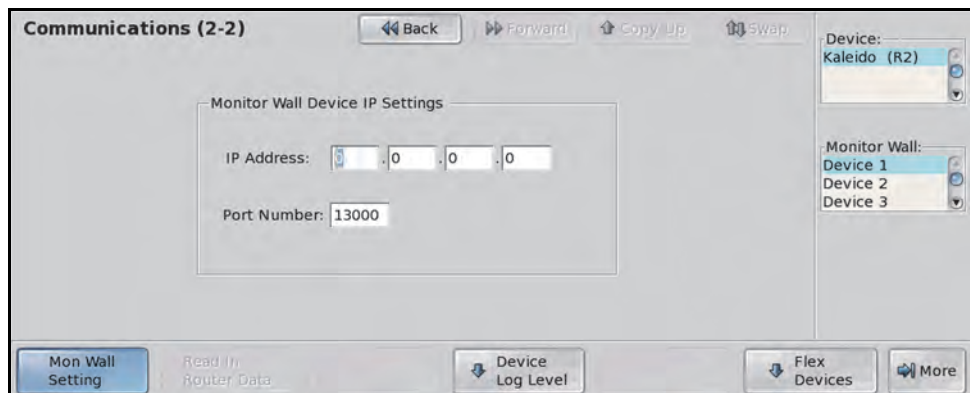 Communications (2-2)
Back
Forward
Copy Up
Swap
Device:
Kaleido (R2)
Monitor Wall Device IP Settings
IP Address: 0 . 0 . 0 . 0
Port Number: 13000
Monitor Wall:
Device 1
Device 2
Device 3
Mon Wall
Setting
Read In
Router Data
Device
Log Level
Flex
Devices
More